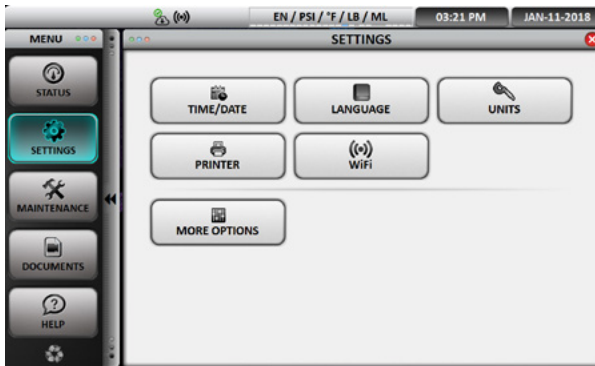 EN / PSI / °F / LB / ML 03:21 PM JAN-11-2018
MENU SETTINGS
STATUS
SETTINGS
MAINTENANCE
DOCUMENTS
HELP
TIME/DATE LANGUAGE UNITS
PRINTER WiFi
MORE OPTIONS